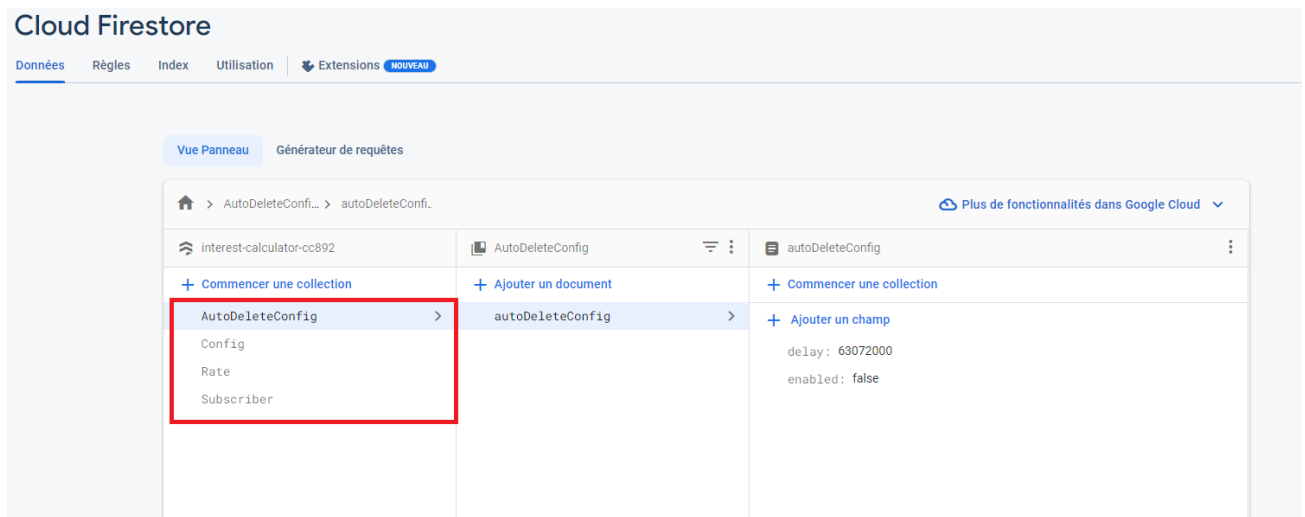 Cloud Firestore
Données Règles Index Utilisation Extensions NOUVEAU
Vue Panneau Générateur de requêtes
AutoDeleteConfi... > autoDeleteConfi.. Plus de fonctionnalités dans Google Cloud
interest-calculator-cc892 AutoDeleteConfig autoDeleteConfig
+ Commencer une collection + Ajouter un document + Commencer une collection
AutoDeleteConfig autoDeleteConfig + Ajouter un champ
Config delay: 63072000
Rate enabled: false
Subscriber